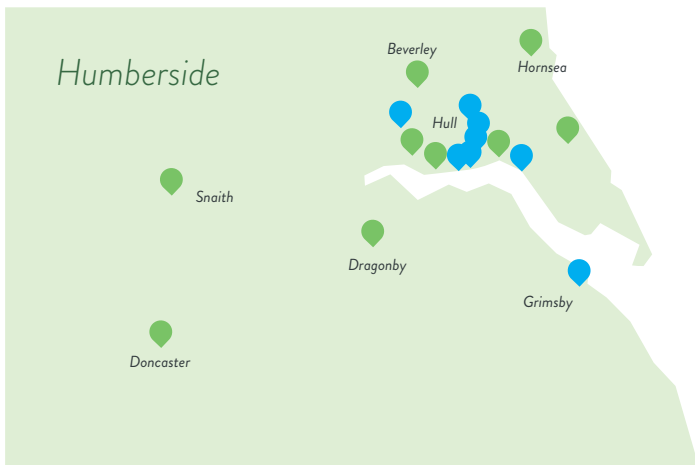 Humberside
Beverley
Hornsea
Hull
Snaith
Dragonby
Grimsby
Doncaster